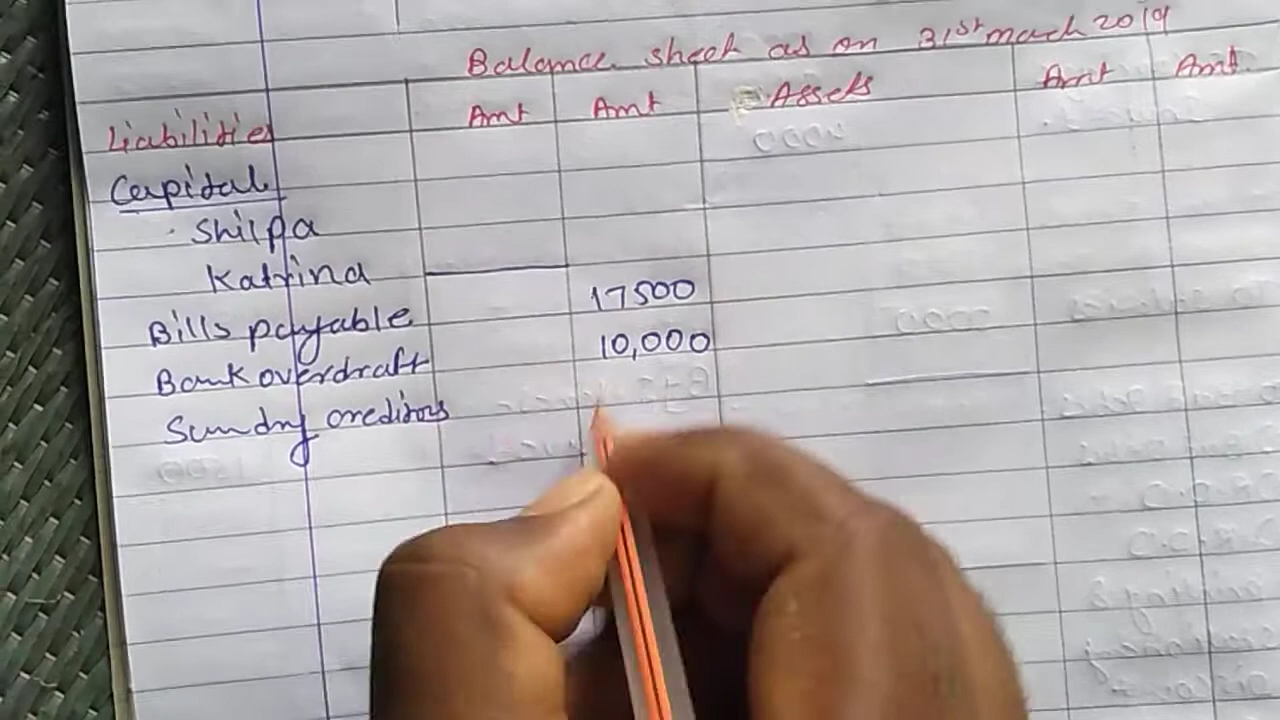 Balance sheet as on 31st march 2019
Liabilities Amt Amt Assets Amt Amt
Capital
Shilpa
Katrina
Bills payable 17500
Bank overdraft 10,000
Sundry creditors